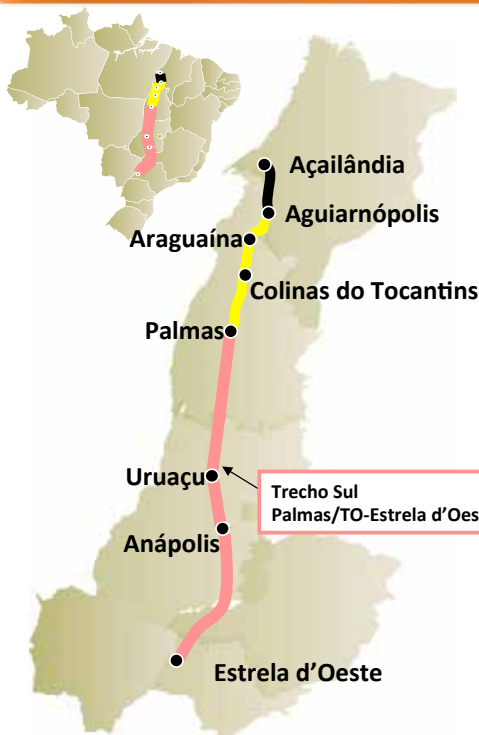 Açailândia
Aguiarnópolis
Araguaína
Colinas do Tocantins
Palmas
Uruaçu
Trecho Sul
Palmas/TO-Estrela d’Oes
Anápolis
Estrela d’Oeste